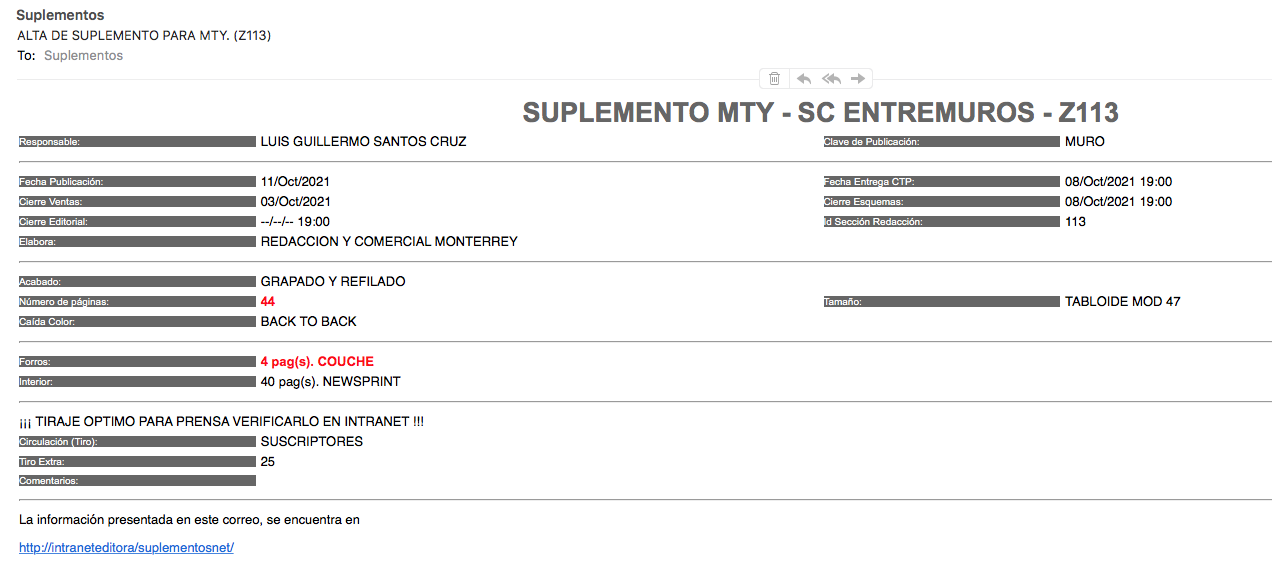 Suplementos
ALTA DE SUPLEMENTO PARA MTY. (Z113)
To: Suplementos
SUPLEMENTO MTY - SC ENTREMUROS - Z113
Responsable: LUIS GUILLERMO SANTOS CRUZ Clave de Publicación: MURO
Fecha Publicación: 11/Oct/2021 Fecha Entrega CTP: 08/Oct/2021 19:00
Cierre Ventas: 03/Oct/2021 Cierre Esquemas: 08/Oct/2021 19:00
Cierre Editorial: --/--/-- 19:00 Id Sección Redacción: 113
Elabora: REDACCION Y COMERCIAL MONTERREY
Acabado: GRAPADO Y REFILADO
Número de páginas: 44 Tamaño: TABLOIDE MOD 47
Caída Color: BACK TO BACK
Forros: 4 pag(s). COUCHE
Interior: 40 pag(s). NEWSPRINT
¡¡¡ TIRAJE OPTIMO PARA PRENSA VERIFICARLO EN INTRANET !!!
Circulación (Tiro): SUSCRIPTORES
Tiro Extra: 25
Comentarios:
La información presentada en este correo, se encuentra en
http://intraneteditora/suplementosnet/